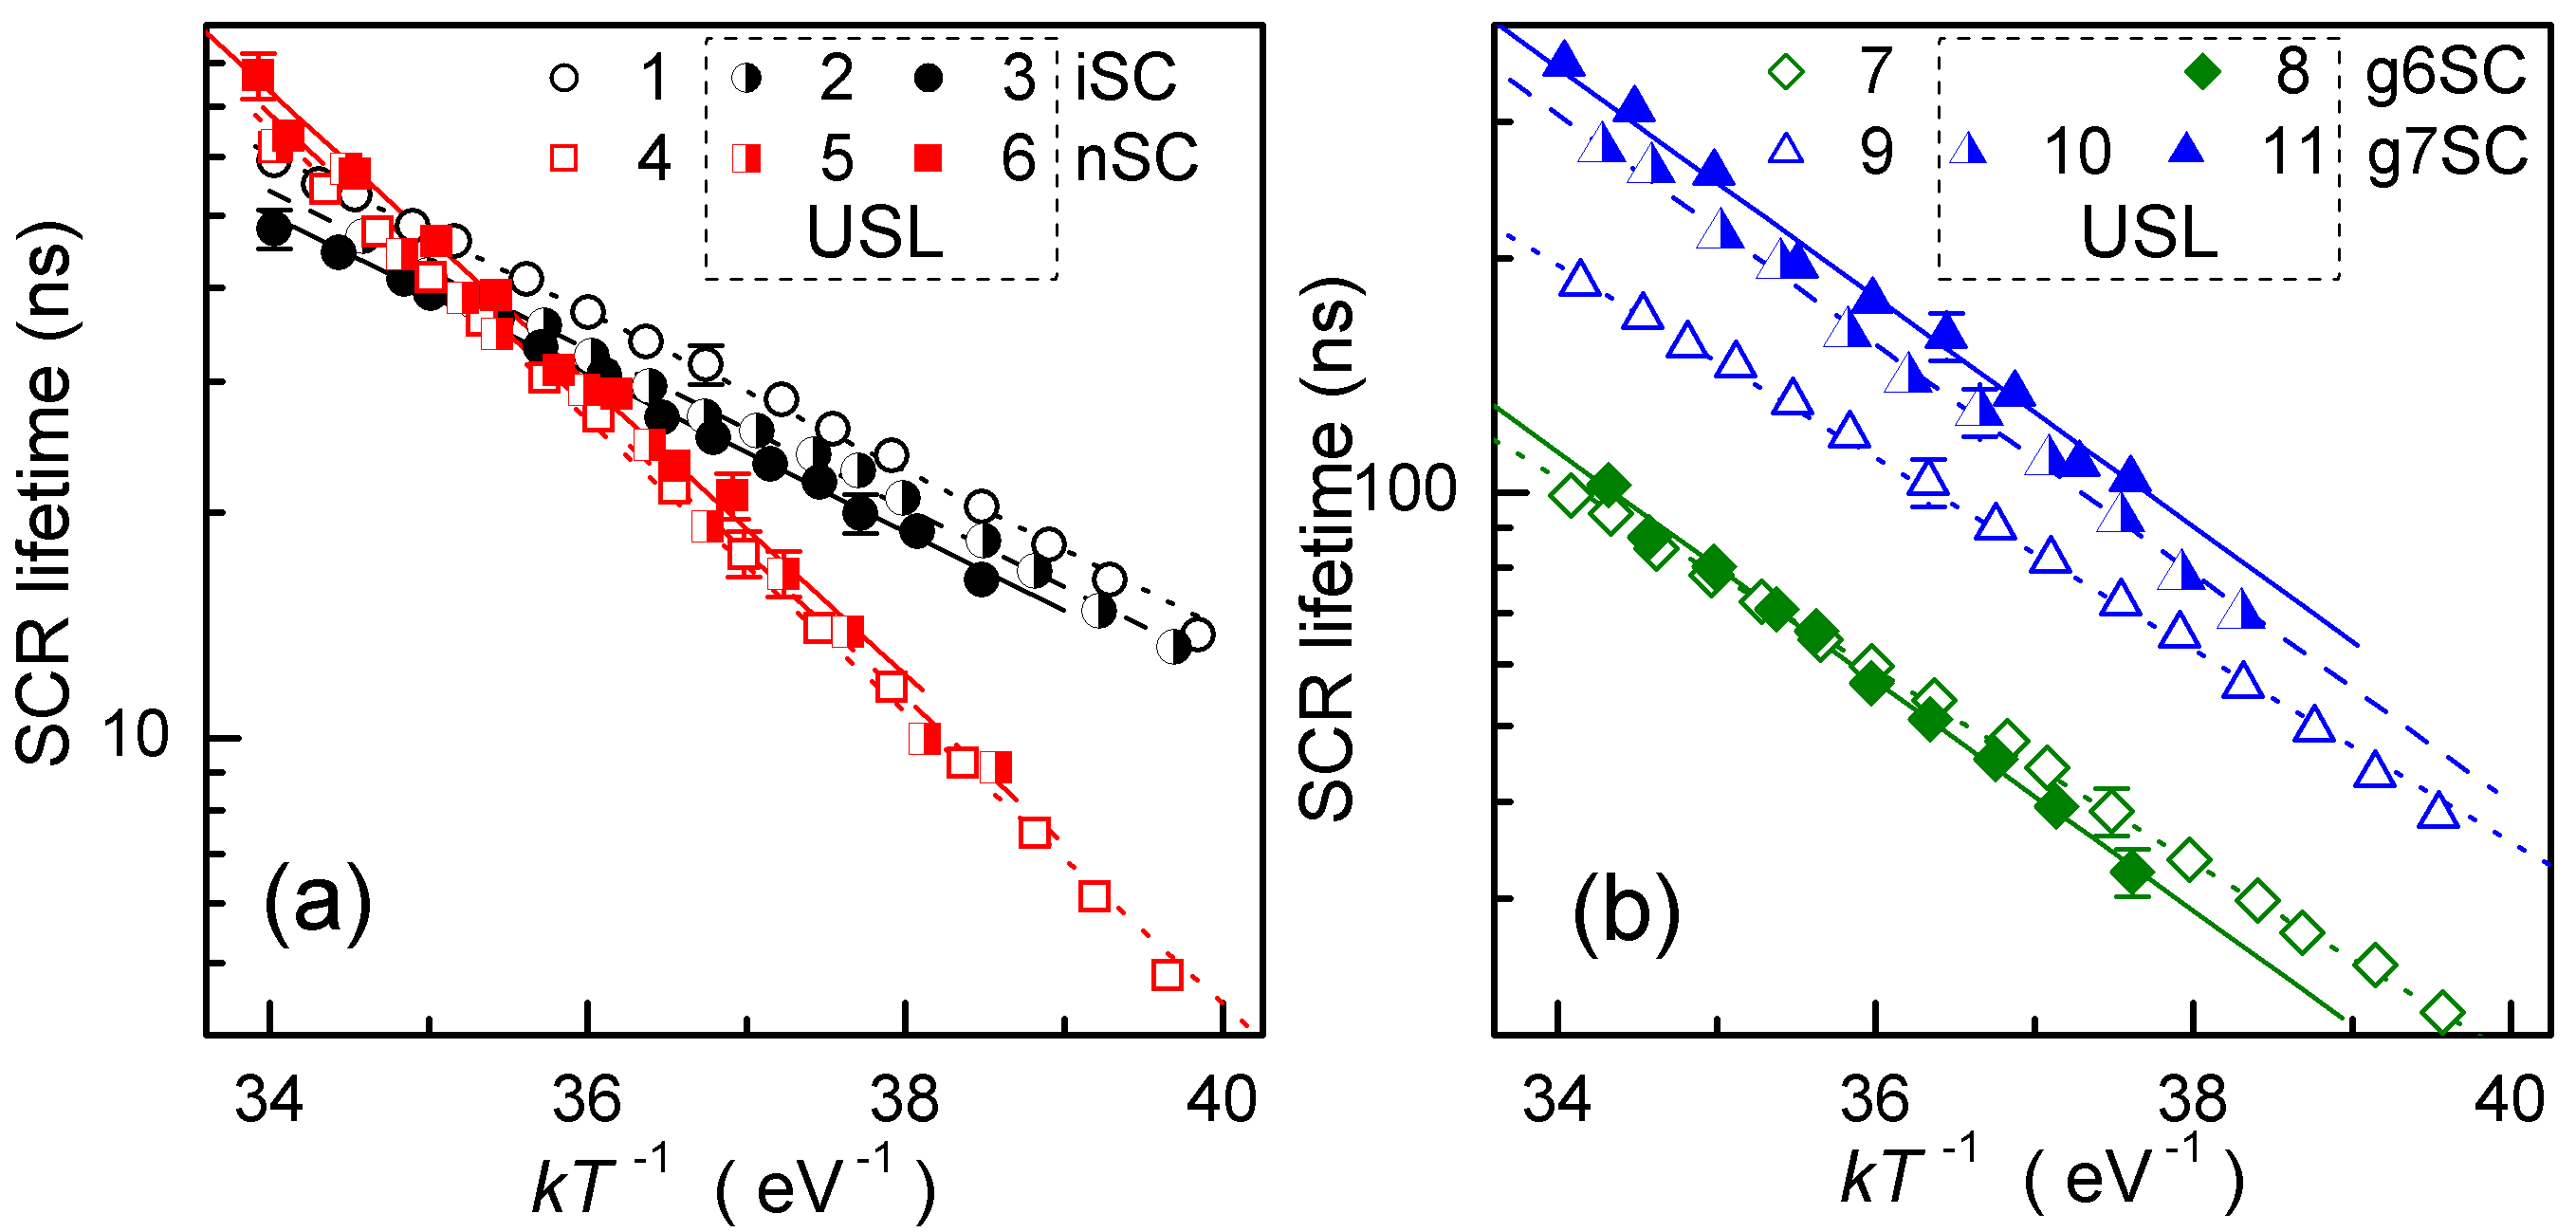 1 2 3 iSC
4 5 6 nSC
USL
SCR lifetime (ns)
10
(a)
34 36 38 40
kT -1 ( eV-1)
7 8 g6SC
9 10 11 g7SC
USL
SCR lifetime (ns)
100
(b)
34 36 38 40
kT -1 ( eV-1)